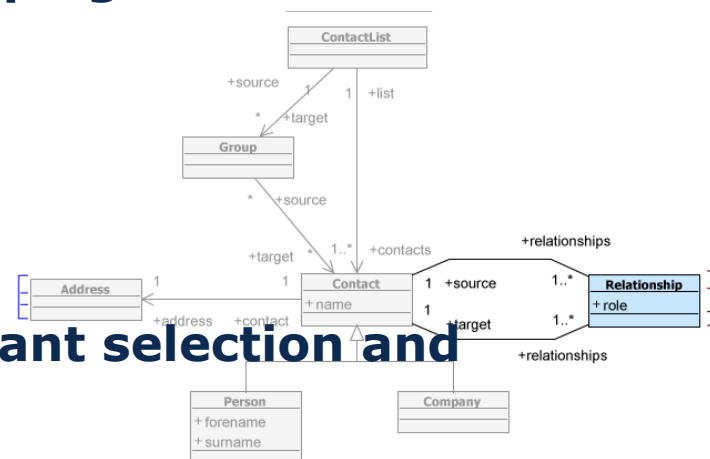 ContactList
+source
1
1
+list
*
+target
Group
*
+source
+relationships
+target
*
1..*
+contacts
Address
1
1
Contact
1
+source
1..*
Relationship
+name
+role
1
+address
+contact
+target
1..*
ant selection and
+relationships
Person
Company
+forename
+surname